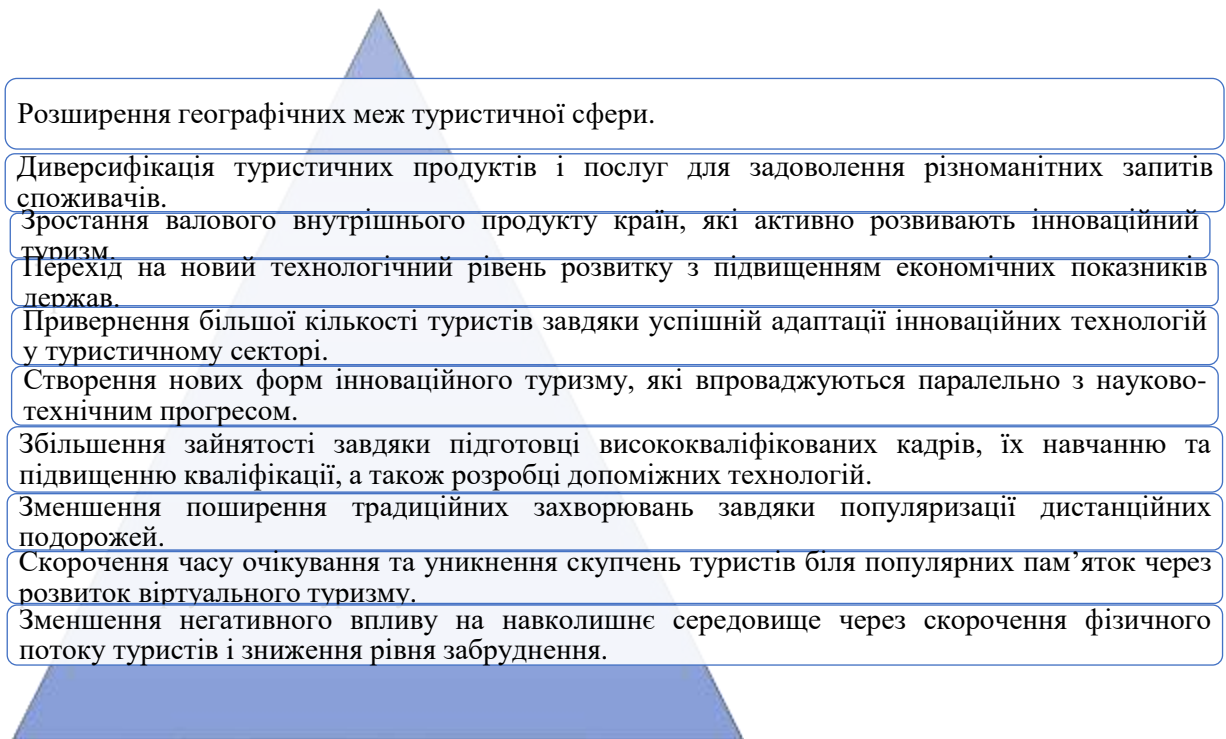 Розширення географічних меж туристичної сфери.
Диверсифікація туристичних продуктів і послуг для задоволення різноманітних запитів
споживачів.
Зростання валового внутрішнього продукту країн, які активно розвивають інноваційний
туризм.
Перехід на новий технологічний рівень розвитку з підвищенням економічних показників
держав.
Привернення більшої кількості туристів завдяки успішній адаптації інноваційних технологій
у туристичному секторі.
Створення нових форм інноваційного туризму, які впроваджуються паралельно з науково-
технічним прогресом.
Збільшення зайнятості завдяки підготовці висококваліфікованих кадрів, їх навчанню та
підвищенню кваліфікації, а також розробці допоміжних технологій.
Зменшення поширення традиційних захворювань завдяки популяризації дистанційних
подорожей.
Скорочення часу очікування та уникнення скупчень туристів біля популярних пам’яток через
розвиток віртуального туризму.
Зменшення негативного впливу на навколишнє середовище через скорочення фізичного
потоку туристів і зниження рівня забруднення.